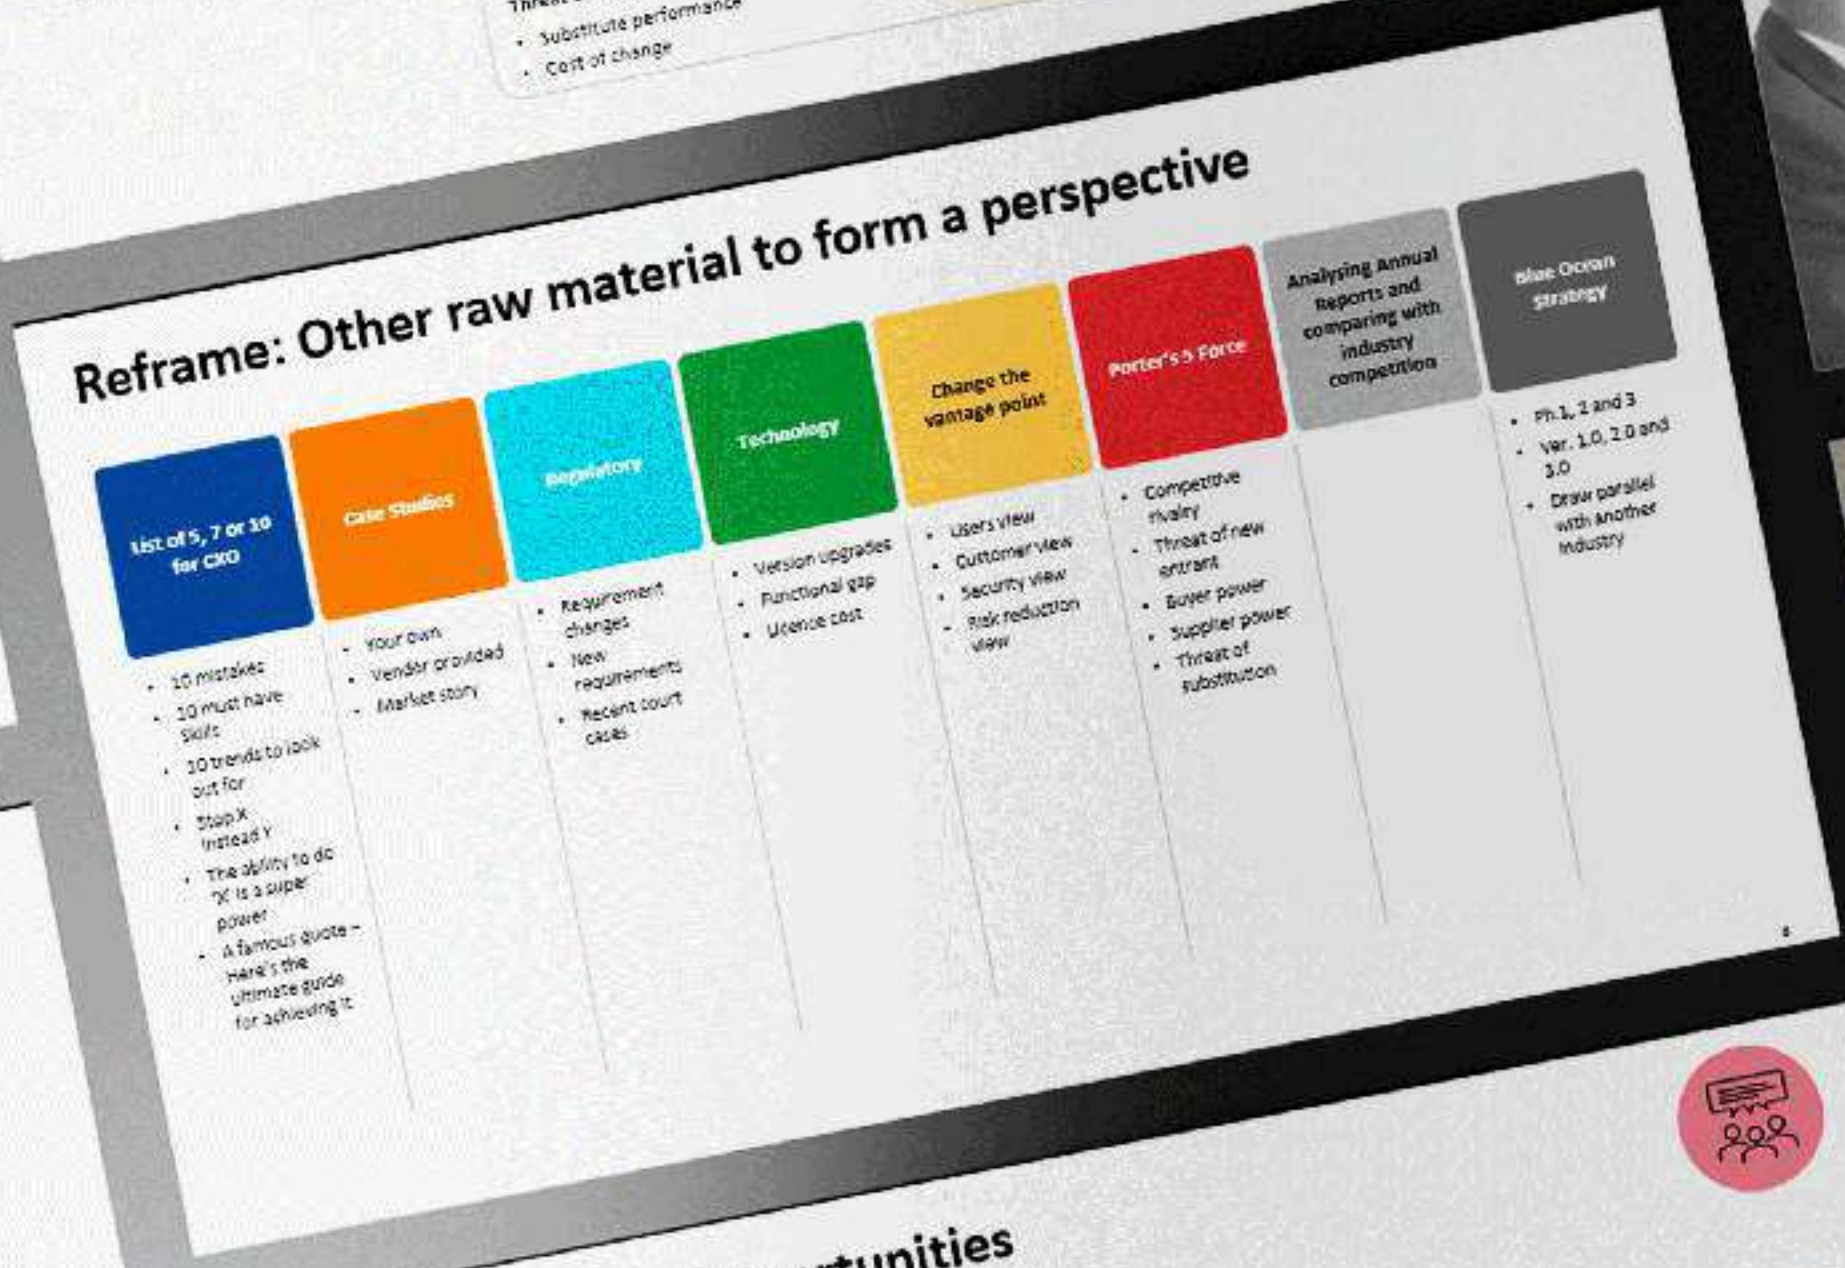 Threat
• Substitute performance
• Cost of change
Reframe: Other raw material to form a perspective
List of 5, 7 or 10
for CXO
• 10 mistakes
• 10 must have
Skills
• 10 trends to look
out for
• Stop X
Instead Y
• The ability to do
'X' is a super
power
• A famous quote –
Here's the
ultimate guide
for achieving it
Case Studies
• Your own
• Vendor provided
• Market story
Regulatory
• Requirement
changes
• New
requirements
• Recent court
cases
Technology
• Version upgrades
• Functional gap
• Licence cost
Change the
vantage point
• Users view
• Customer view
• Security view
• Risk reduction
view
Porter's 5 Force
• Competitive
rivalry
• Threat of new
entrant
• Buyer power
• Supplier power
• Threat of
substitution
Analysing Annual
Reports and
comparing with
industry
competition
Blue Ocean
Strategy
• Ph.1, 2 and 3
• Ver. 1.0, 2.0 and
3.0
• Draw parallel
with another
Industry